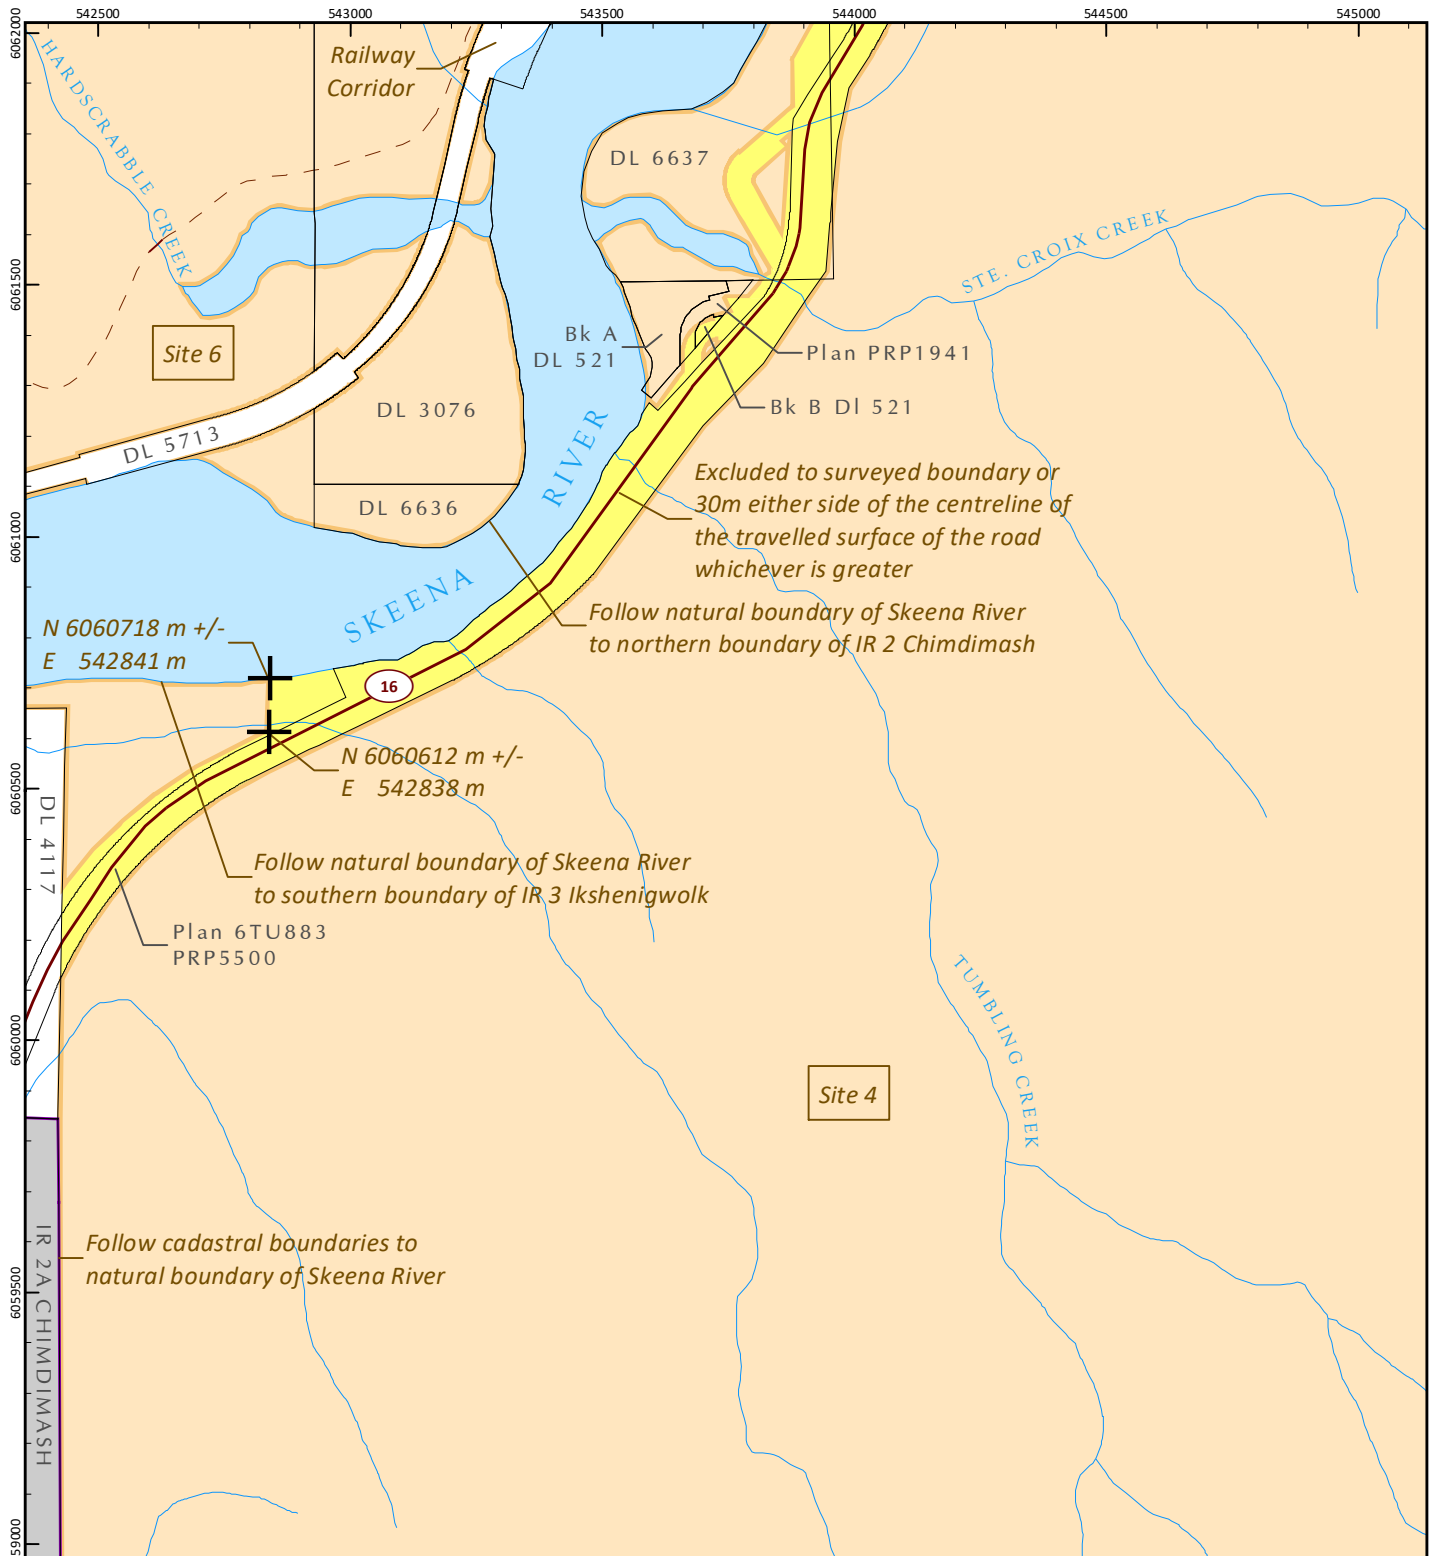 542500
543000
543500
544000
544500
545000
6062000
6061500
6061000
6060500
6060000
6059500
59000
HARDSCRABBLE CREEK
Railway
Corridor
DL 6637
STE. CROIX CREEK
Site 6
Bk A
DL 521
Plan PRP1941
Bk B Dl 521
DL 3076
DL 5713
DL 6636
SKEENA RIVER
Excluded to surveyed boundary or
30m either side of the centreline of
the travelled surface of the road
whichever is greater
Follow natural boundary of Skeena River
to northern boundary of IR 2 Chimdimash
N 6060718 m +/-
E 542841 m
16
N 6060612 m +/-
E 542838 m
DL 4117
Follow natural boundary of Skeena River
to southern boundary of IR 3 Ikshenigwolk
Plan 6TU883
PRP5500
TUMBLING CREEK
Site 4
IR 2A CHIMDIMASH
Follow cadastral boundaries to
natural boundary of Skeena River